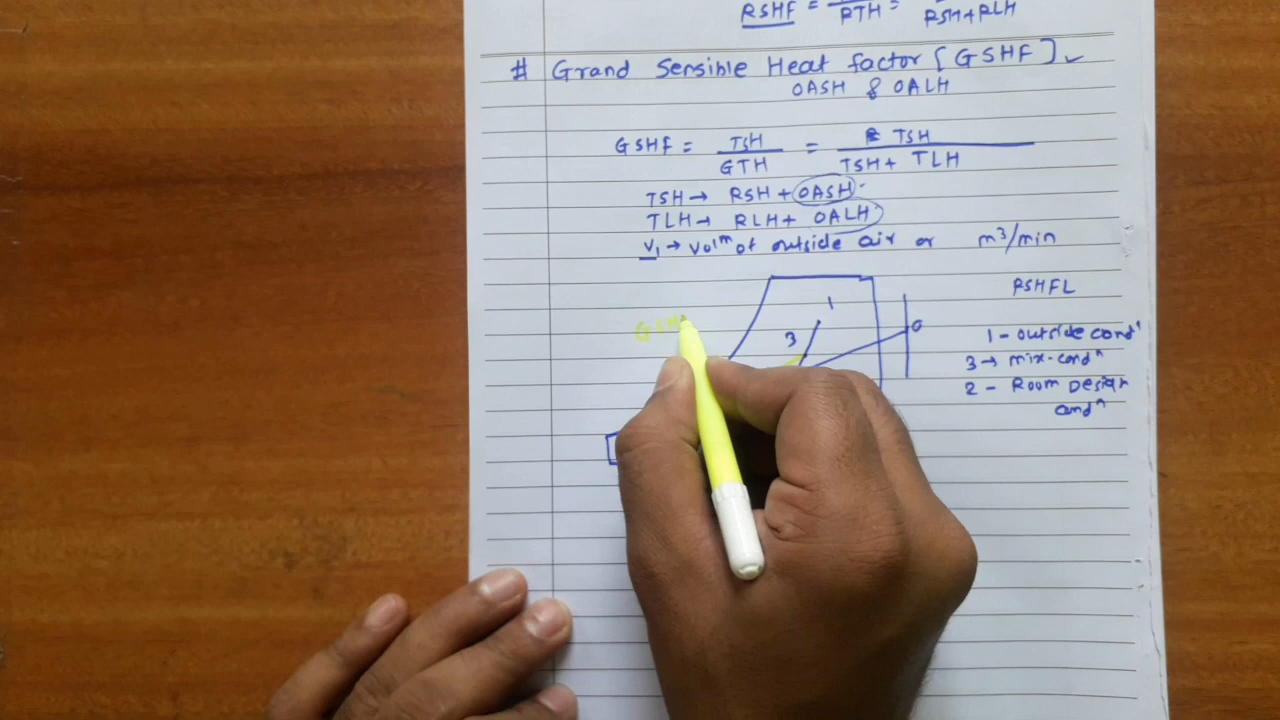 RSHF = RTH = RSH+RLH
# Grand Sensible Heat factor [GSHF]
OASH & OALH
GSHF = TSH = TSH
GTH TSH+ TLH
TSH → RSH + OASH
TLH → RLH + OALH
V1 → volm of outside air or m³/min
RSHFL
1
GSH
3
1 - outside condn
3 → mix-condn
2 - Room Design
condn